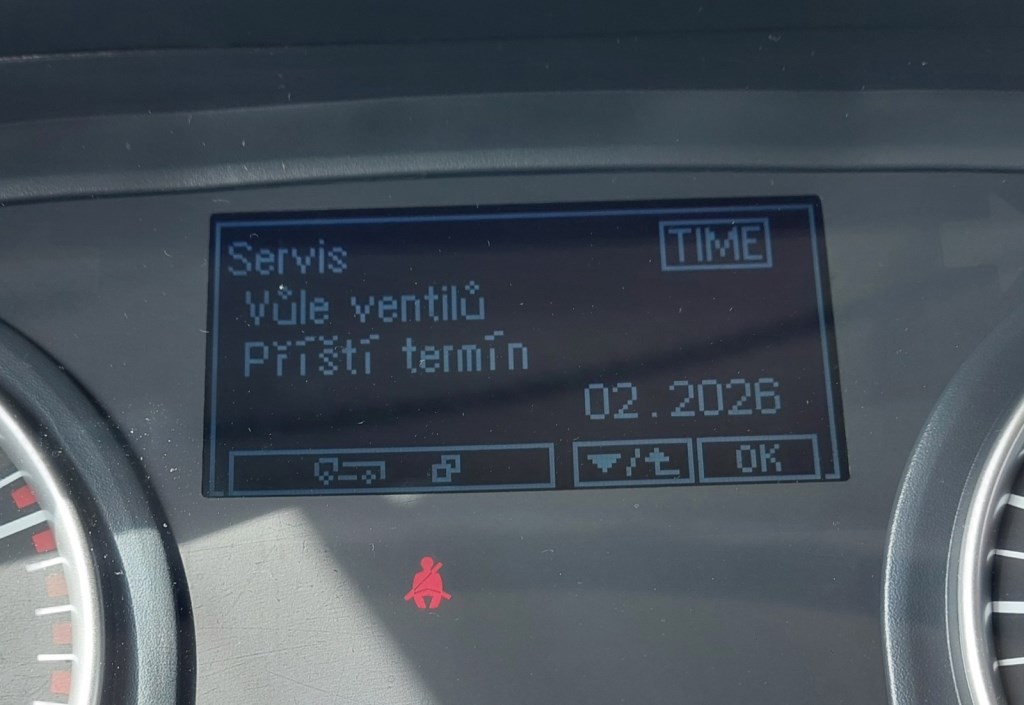 Servis
TIME
Vůle ventilů
Příští termín
02.2026
OK